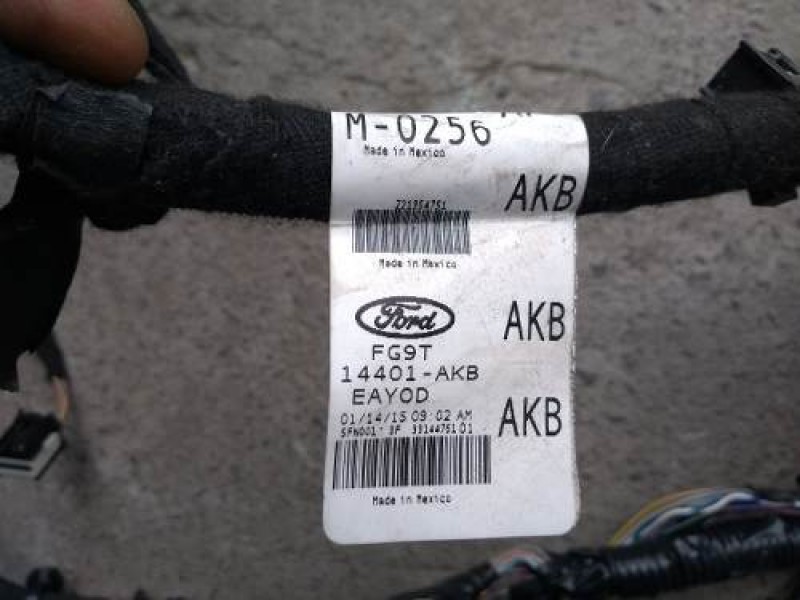 M-0256
Made in Mexico
AKB
Made in Mexico
Ford
AKB
FG9T
14401-AKB
EAYOD
AKB
01/14/15 09:02 AM
Made in Mexico